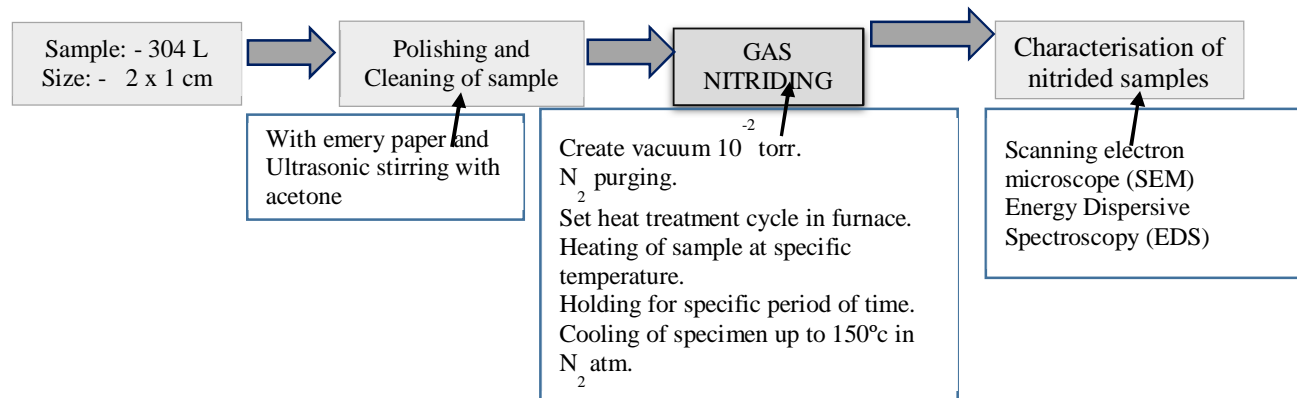 Sample: - 304 L
Size: -   2 x 1 cm
Polishing and
Cleaning of sample
GAS
NITRIDING
Characterisation of
nitrided samples
With emery paper and
Ultrasonic stirring with
acetone
Create vacuum 10⁻² torr.
N₂ purging.
Set heat treatment cycle in furnace.
Heating of sample at specific
temperature.
Holding for specific period of time.
Cooling of specimen up to 150ºc in
N₂ atm.
Scanning electron
microscope (SEM)
Energy Dispersive
Spectroscopy (EDS)